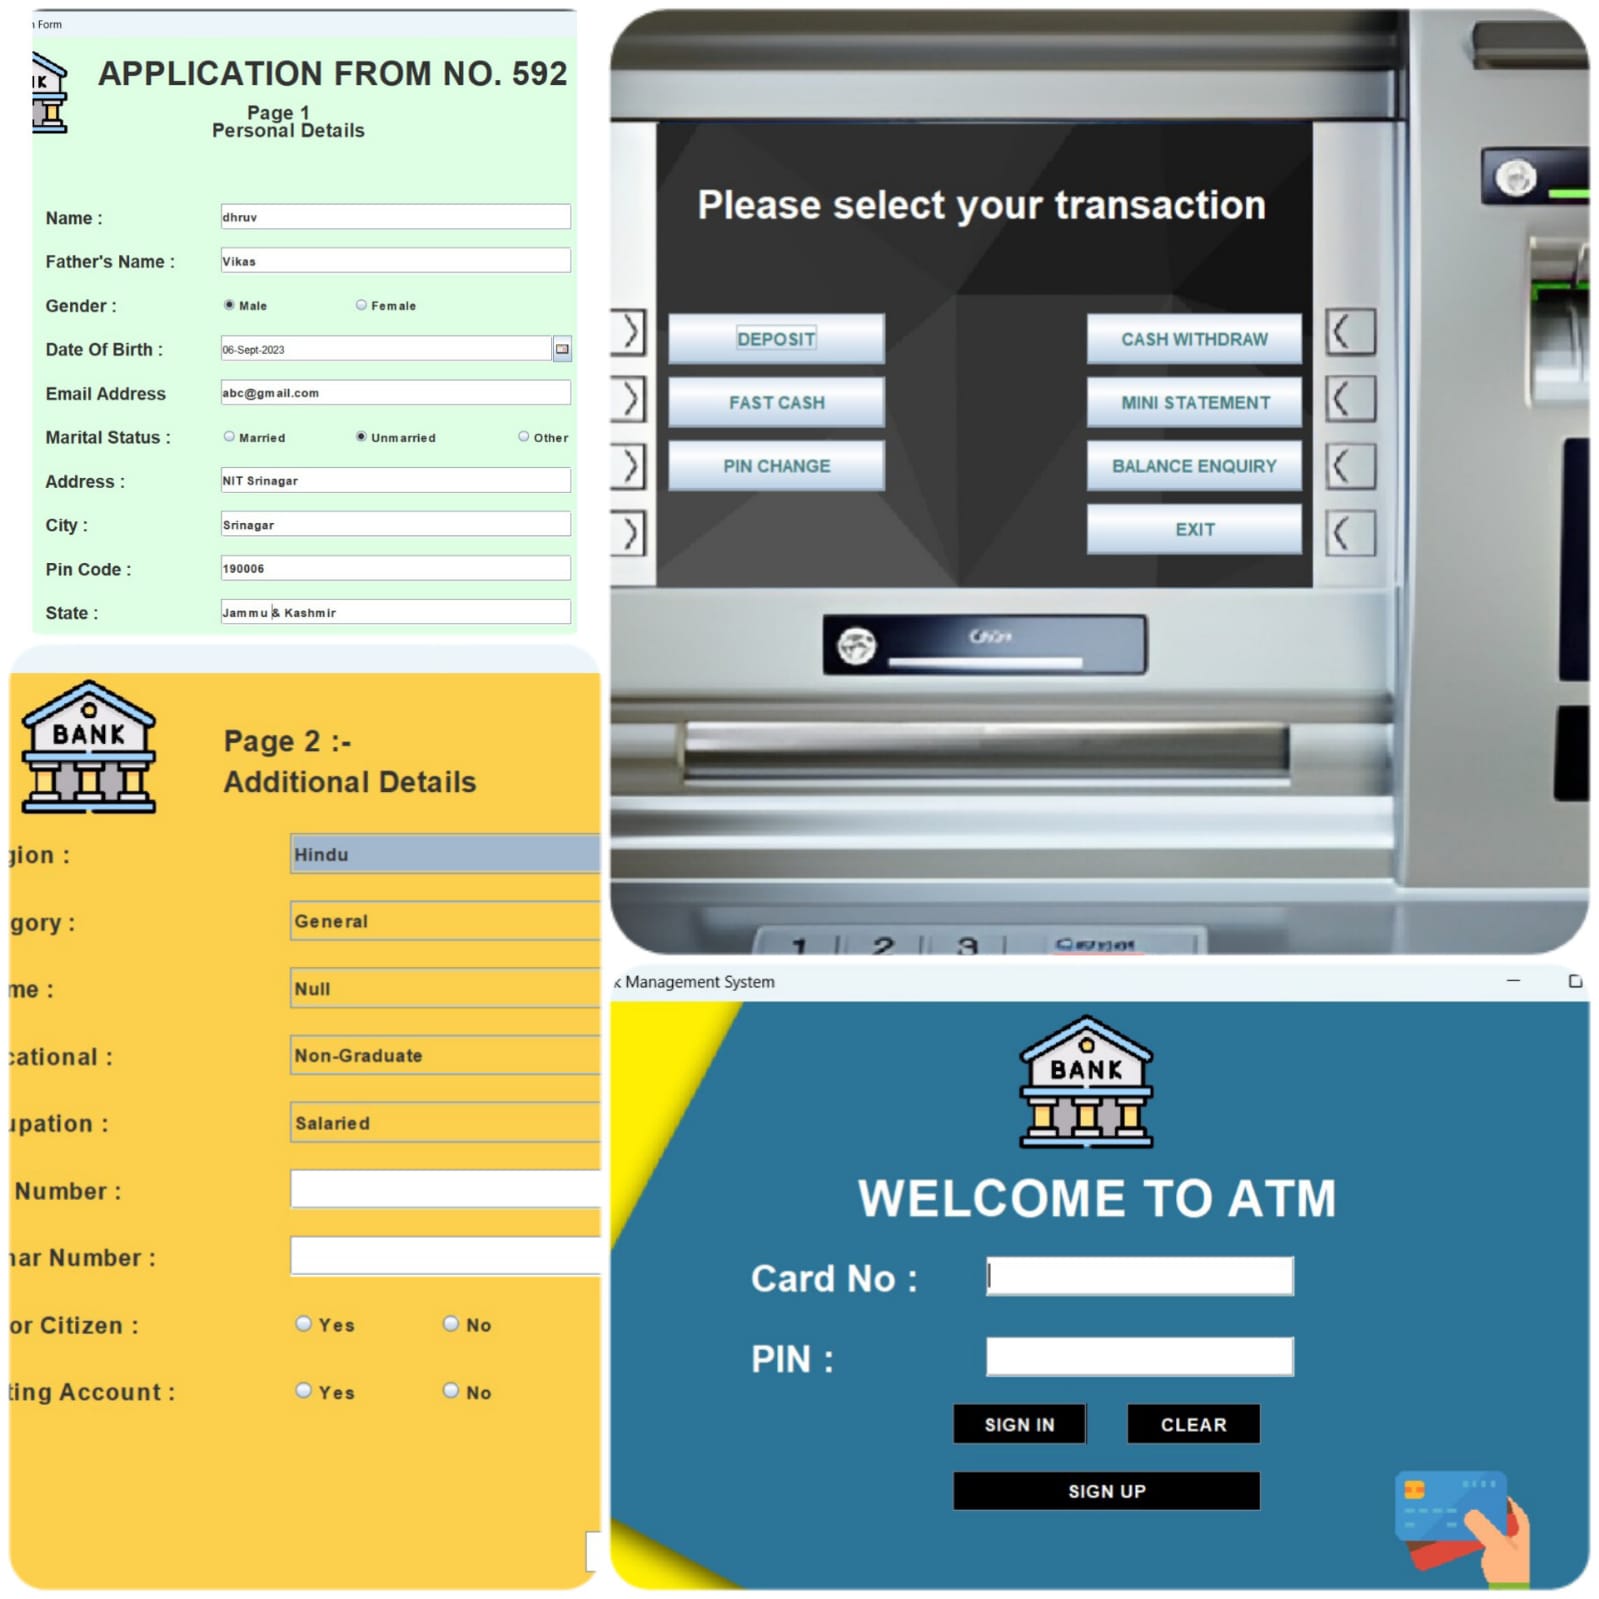 Form
APPLICATION FROM NO. 592
Page 1
Personal Details
Name : dhruv
Father's Name : Vikas
Gender : Male Female
Date Of Birth : 06-Sept-2023
Email Address abc@gmail.com
Marital Status : Married Unmarried Other
Address : NIT Srinagar
City : Srinagar
Pin Code : 190006
State : Jammu & Kashmir
BANK
Page 2 :-
Additional Details
gion : Hindu
gory : General
me : Null
cational : Non-Graduate
upation : Salaried
Number :
ar Number :
or Citizen : Yes No
ting Account : Yes No
Please select your transaction
DEPOSIT CASH WITHDRAW
FAST CASH MINI STATEMENT
PIN CHANGE BALANCE ENQUIRY
EXIT
1 2 3
Management System
BANK
WELCOME TO ATM
Card No :
PIN :
SIGN IN CLEAR
SIGN UP